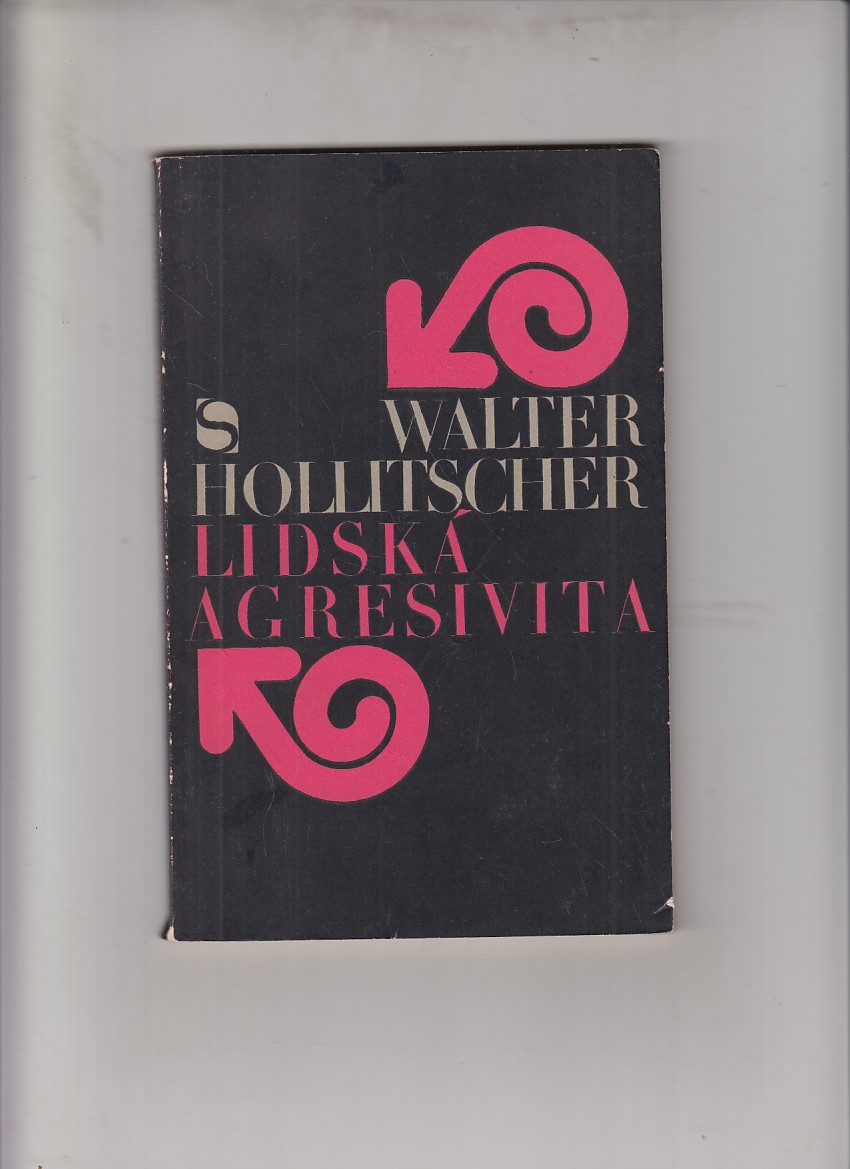 S WALTER
HOLLITSCHER
LIDSKÁ
AGRESIVITA